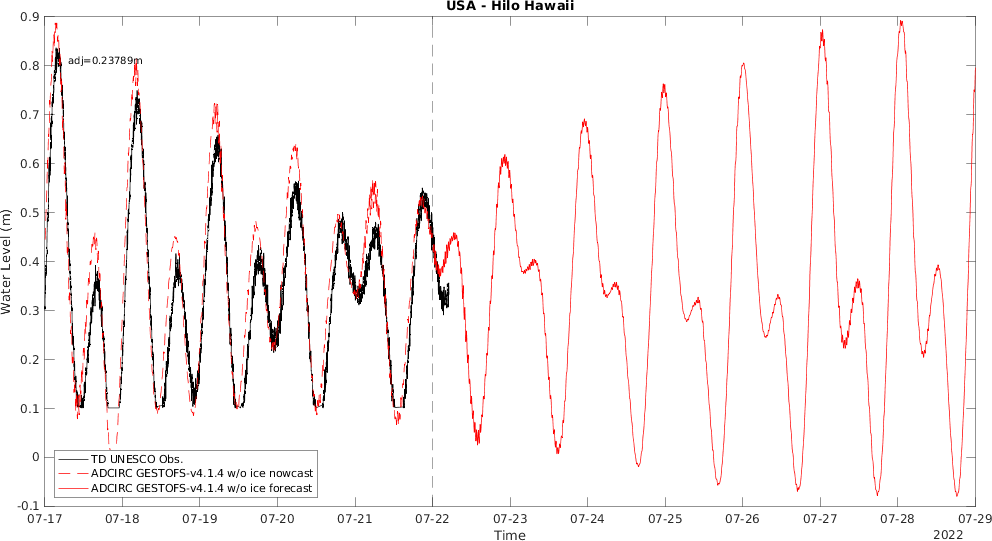 USA - Hilo Hawaii
adj=0.23789m
Water Level (m)
0.9
0.8
0.7
0.6
0.5
0.4
0.3
0.2
0.1
0
-0.1
TD UNESCO Obs.
ADCIRC GESTOFS-v4.1.4 w/o ice nowcast
ADCIRC GESTOFS-v4.1.4 w/o ice forecast
07-17 07-18 07-19 07-20 07-21 07-22 07-23 07-24 07-25 07-26 07-27 07-28 07-29
Time
2022